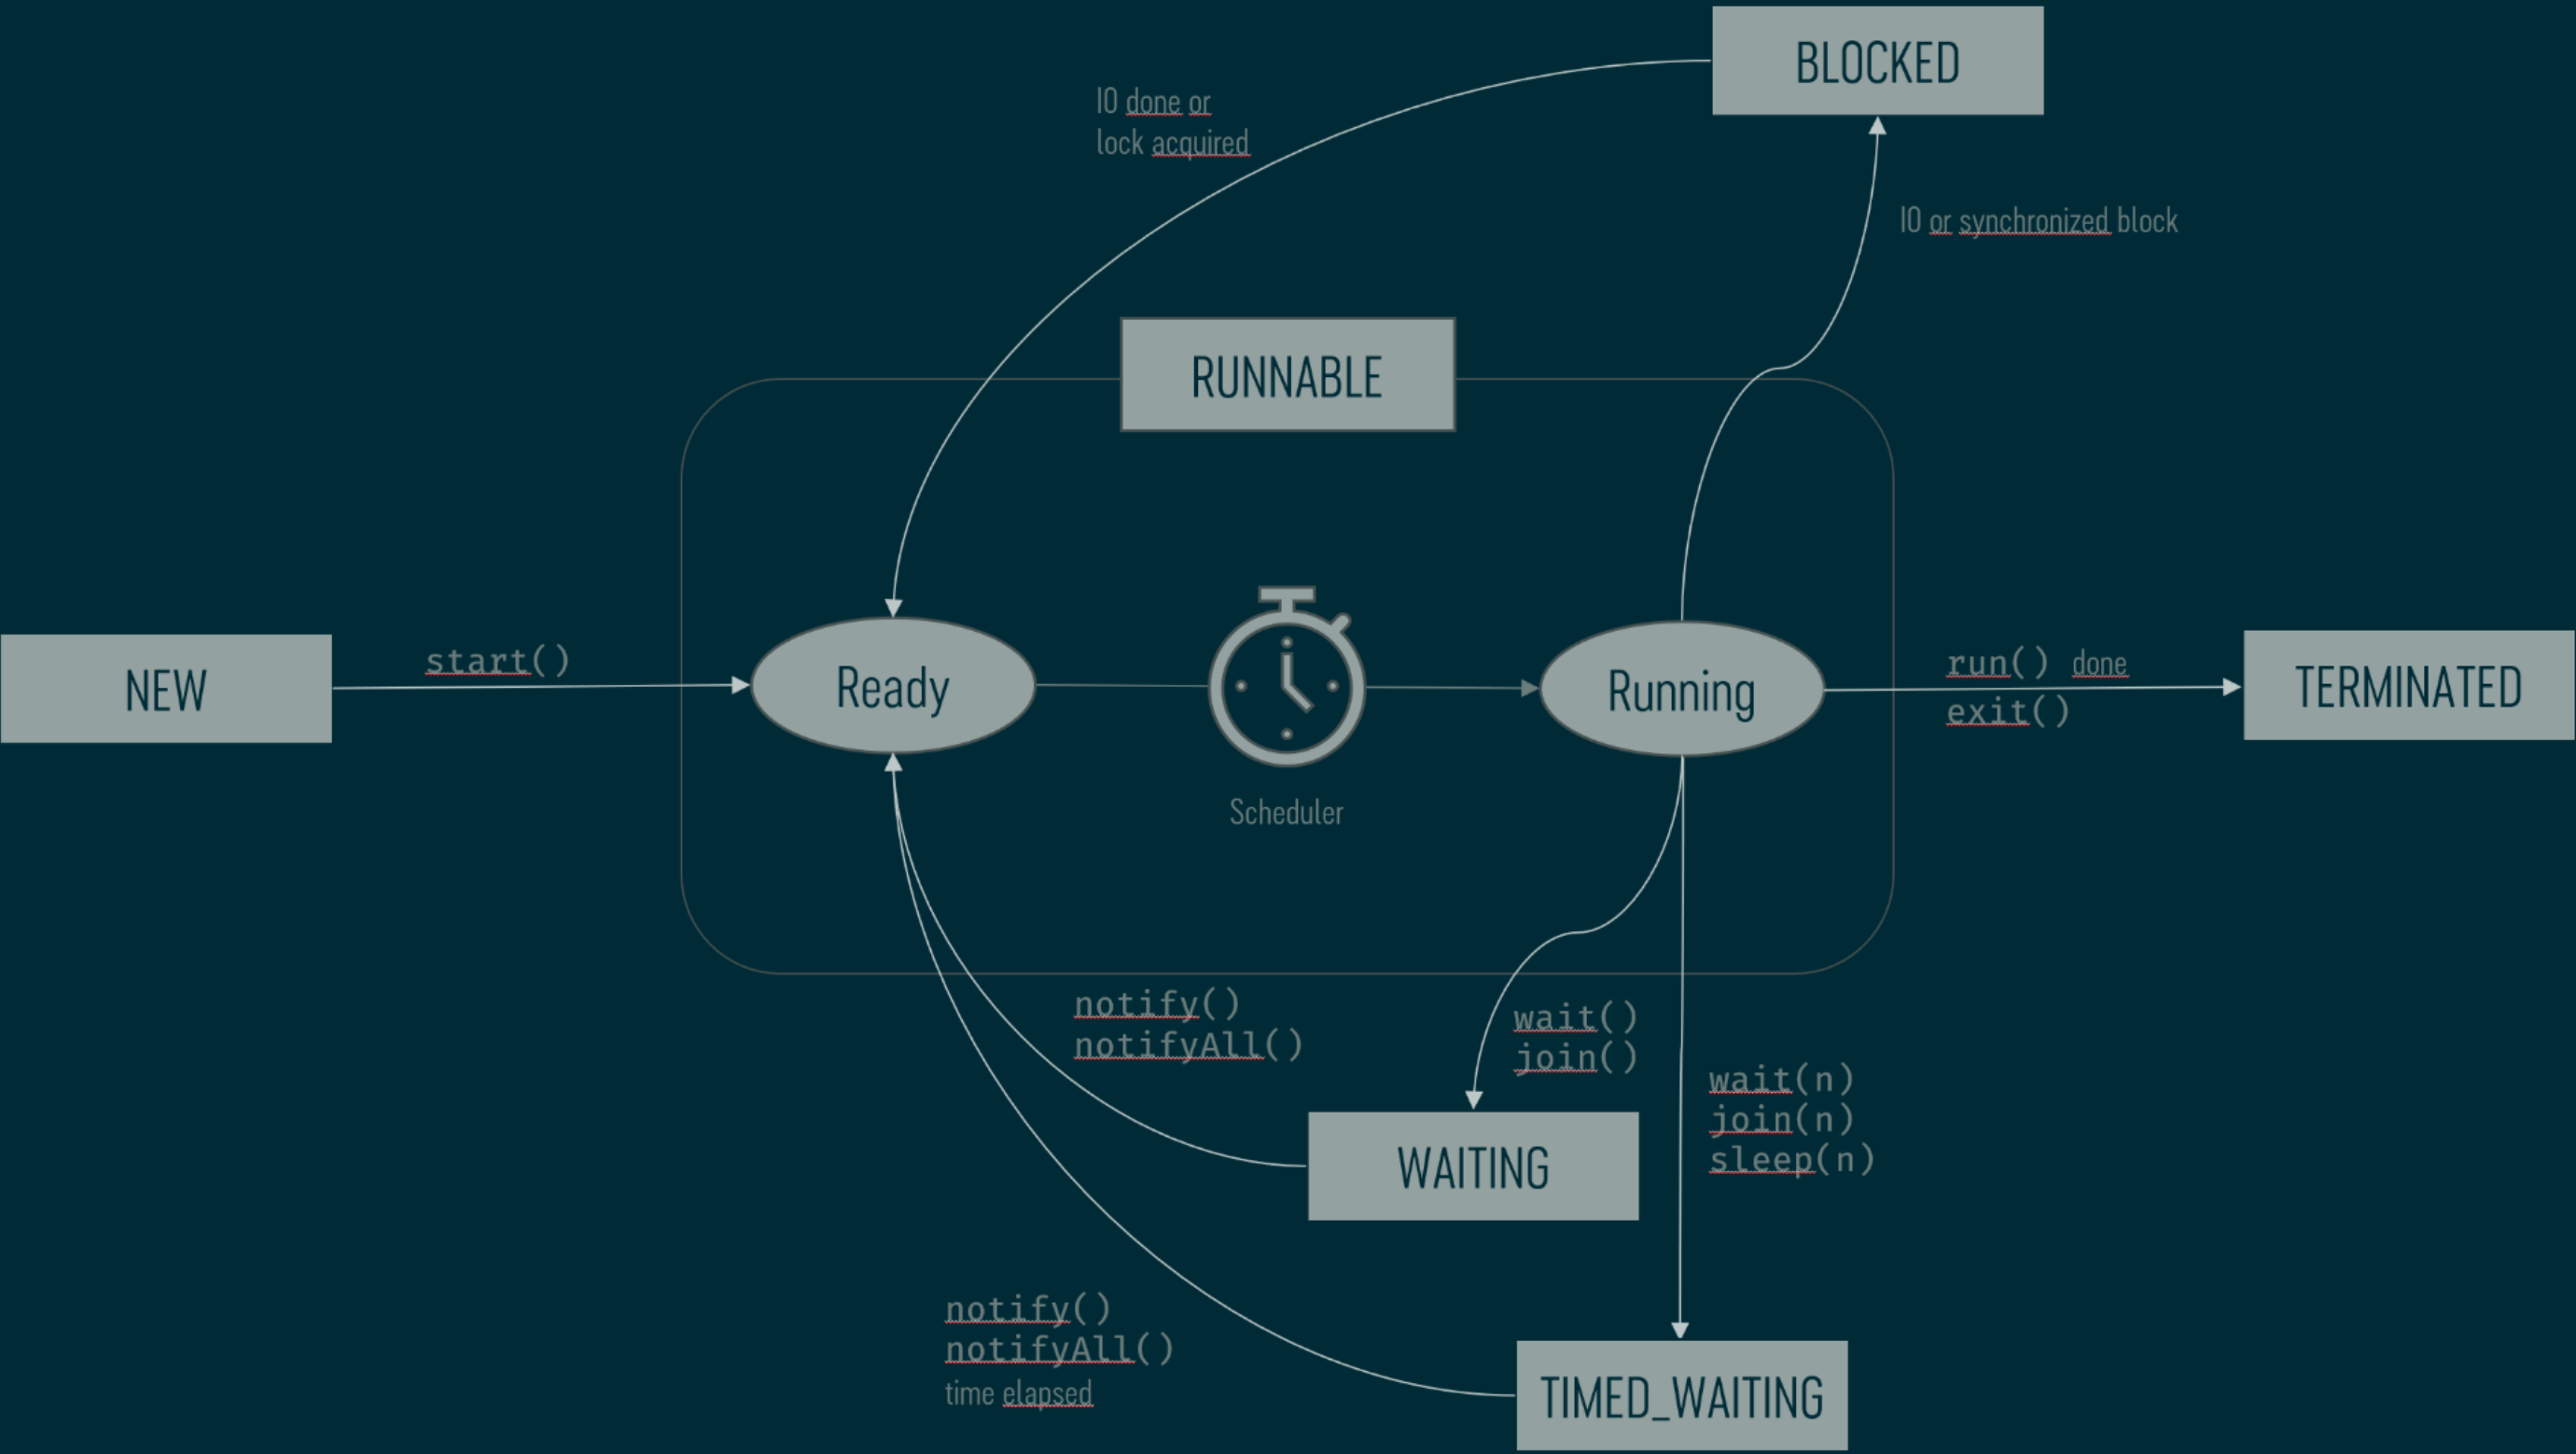 BLOCKED
IO done or
lock acquired
IO or synchronized block
RUNNABLE
NEW
start()
Ready
Scheduler
Running
run() done
exit()
TERMINATED
notify()
notifyAll()
wait()
join()
wait(n)
join(n)
sleep(n)
WAITING
notify()
notifyAll()
time elapsed
TIMED_WAITING